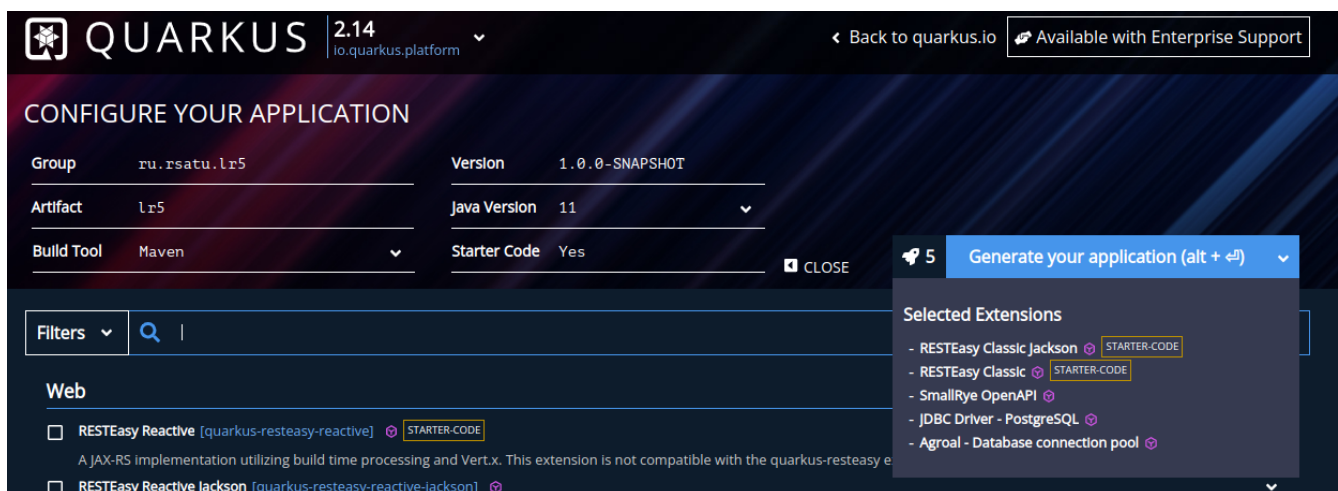 QUARKUS 2.14
io.quarkus.platform
Back to quarkus.io
Available with Enterprise Support
CONFIGURE YOUR APPLICATION
Group ru.rsatu.lr5
Version 1.0.0-SNAPSHOT
Artifact lr5
Java Version 11
Build Tool Maven
Starter Code Yes
CLOSE
5 Generate your application (alt + ⏎)
Filters
Selected Extensions
- RESTEasy Classic Jackson STARTER-CODE
- RESTEasy Classic STARTER-CODE
- SmallRye OpenAPI
- JDBC Driver - PostgreSQL
- Agroal - Database connection pool
Web
RESTEasy Reactive [quarkus-resteasy-reactive] STARTER-CODE
A JAX-RS implementation utilizing build time processing and Vert.x. This extension is not compatible with the quarkus-resteasy e
RESTEasy Reactive Jackson [quarkus-resteasy-reactive-jackson]